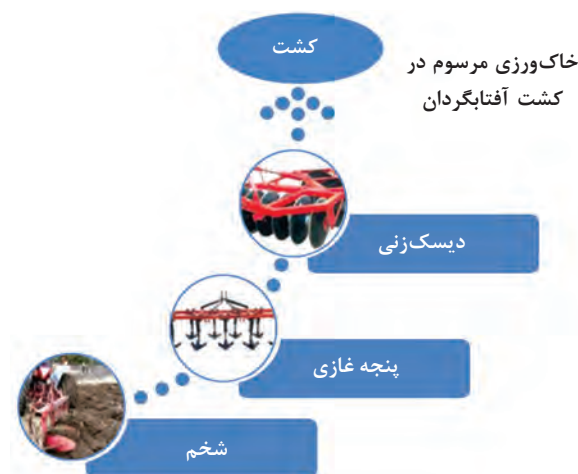 کشت
خاک‌ورزی مرسوم در
کشت آفتابگردان
دیسک‌زنی
پنجه غازی
شخم